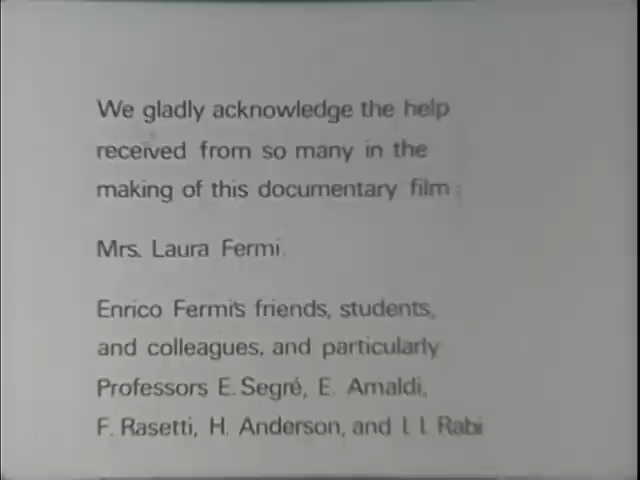 We gladly acknowledge the help
received from so many in the
making of this documentary film:
Mrs. Laura Fermi.
Enrico Fermi's friends, students,
and colleagues, and particularly
Professors E. Segré, E. Amaldi,
F. Rasetti, H. Anderson, and I. I. Rabi